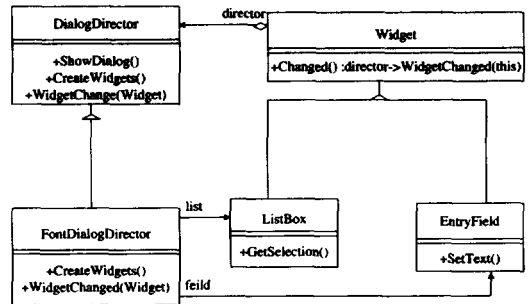 DialogDirector
+ShowDialog()
+CreateWidgets()
+WidgetChange(Widget)
director
Widget
+Changed() :director->WidgetChanged(this)
FontDialogDirector
+CreateWidgets()
+WidgetChanged(Widget)
list
feild
ListBox
+GetSelection()
EntryField
+SetText()